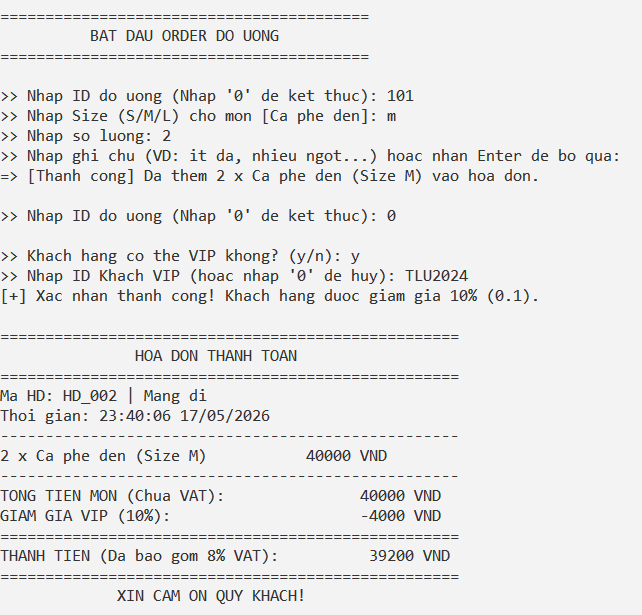 =========================================
BAT DAU ORDER DO UONG
=========================================
>> Nhap ID do uong (Nhap '0' de ket thuc): 101
>> Nhap Size (S/M/L) cho mon [Ca phe den]: m
>> Nhap so luong: 2
>> Nhap ghi chu (VD: it da, nhieu ngot...) hoac nhan Enter de bo qua:
=> [Thanh cong] Da them 2 x Ca phe den (Size M) vao hoa don.
>> Nhap ID do uong (Nhap '0' de ket thuc): 0
>> Khach hang co the VIP khong? (y/n): y
>> Nhap ID Khach VIP (hoac nhap '0' de huy): TLU2024
[+] Xac nhan thanh cong! Khach hang duoc giam gia 10% (0.1).
===================================================
HOA DON THANH TOAN
===================================================
Ma HD: HD_002 | Mang di
Thoi gian: 23:40:06 17/05/2026
---------------------------------------------------
2 x Ca phe den (Size M) 40000 VND
---------------------------------------------------
TONG TIEN MON (Chua VAT): 40000 VND
GIAM GIA VIP (10%): -4000 VND
===================================================
THANH TIEN (Da bao gom 8% VAT): 39200 VND
===================================================
XIN CAM ON QUY KHACH!